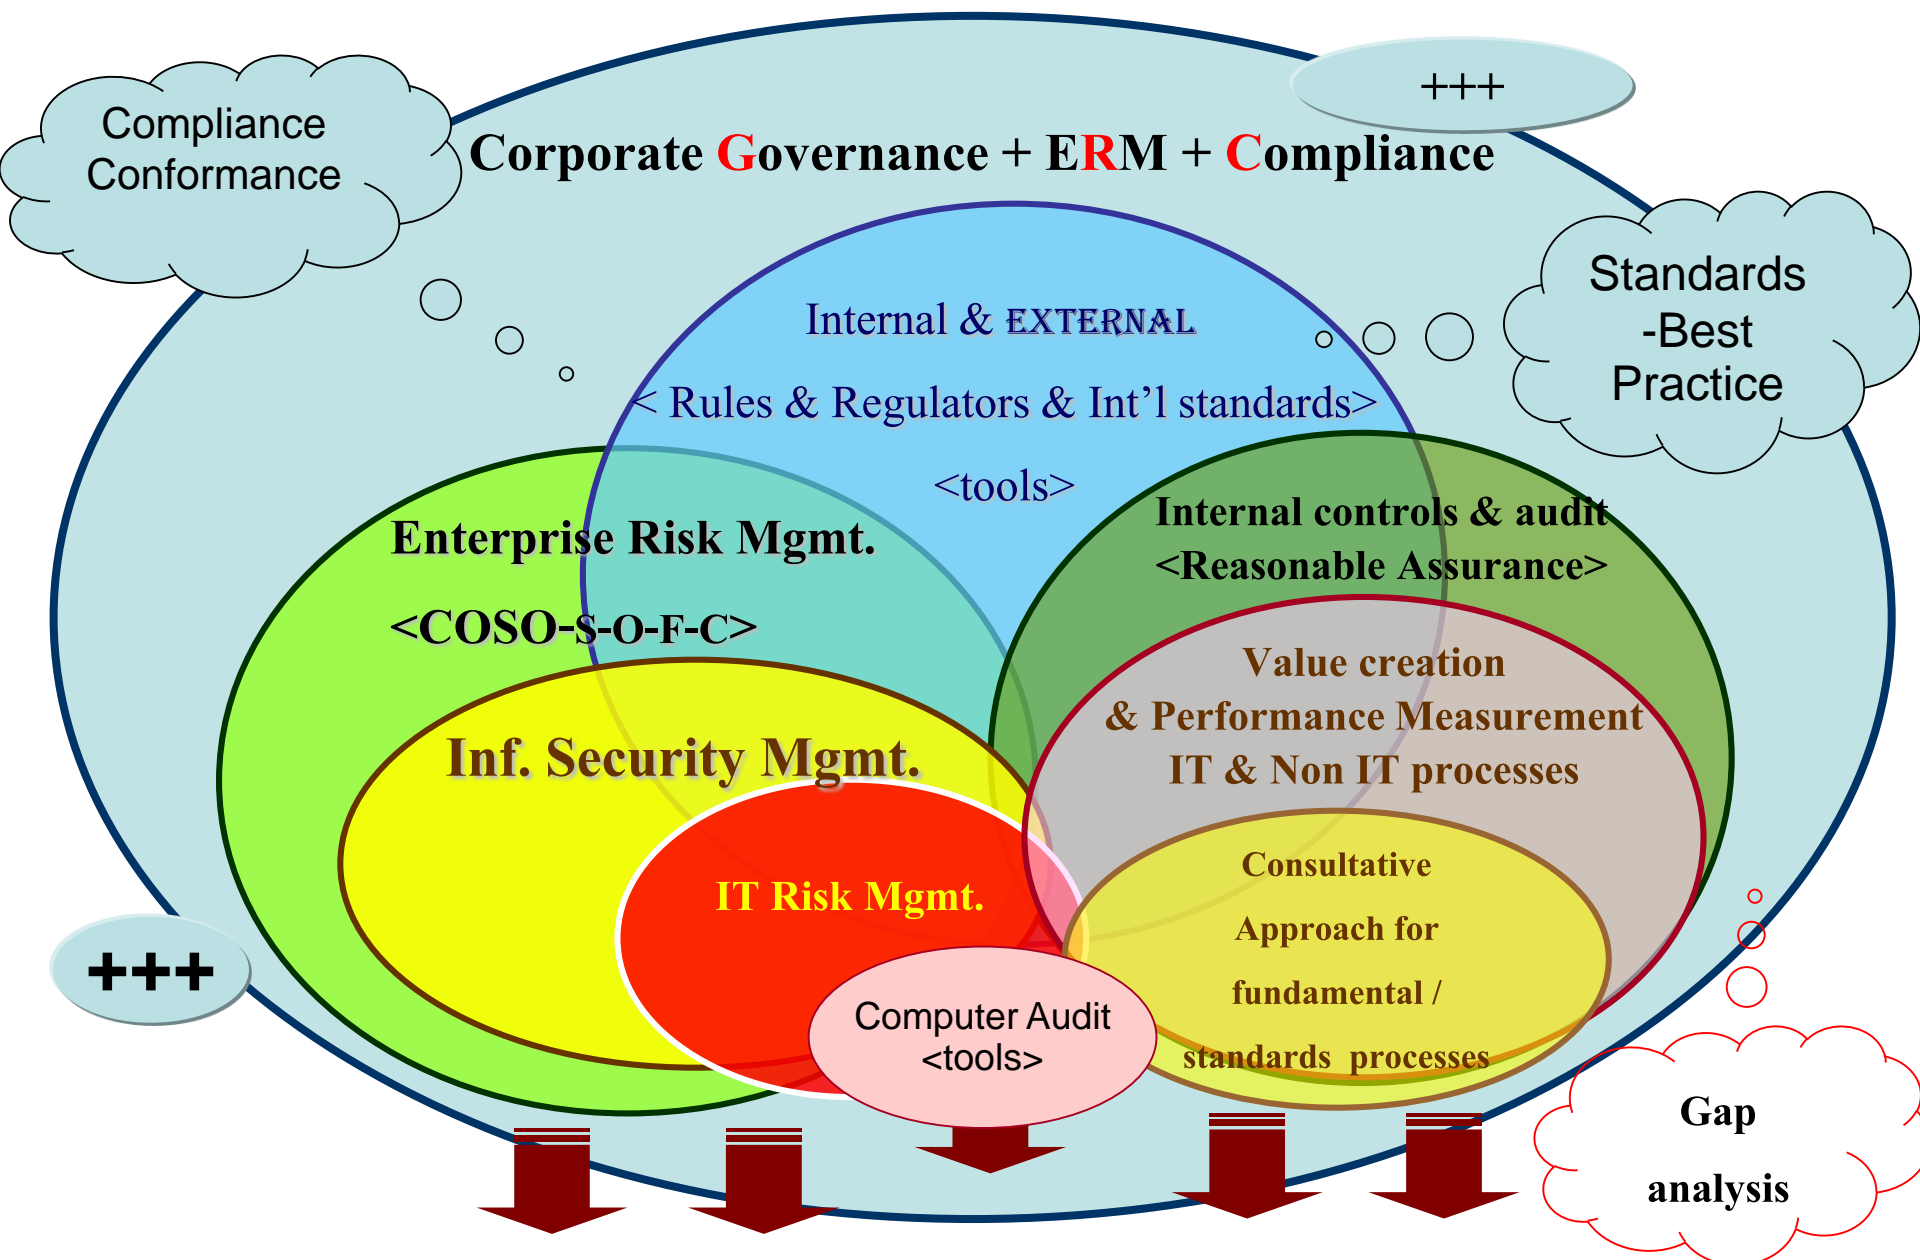 Compliance
Conformance
+++
Corporate Governance + ERM + Compliance
Standards
-Best
Practice
Internal & EXTERNAL
< Rules & Regulators & Int’l standards>
<tools>
Enterprise Risk Mgmt.
<COSO-S-O-F-C>
Internal controls & audit
<Reasonable Assurance>
Value creation
& Performance Measurement
IT & Non IT processes
Inf. Security Mgmt.
IT Risk Mgmt.
Consultative
Approach for
fundamental /
standards processes
+++
Computer Audit
<tools>
Gap
analysis